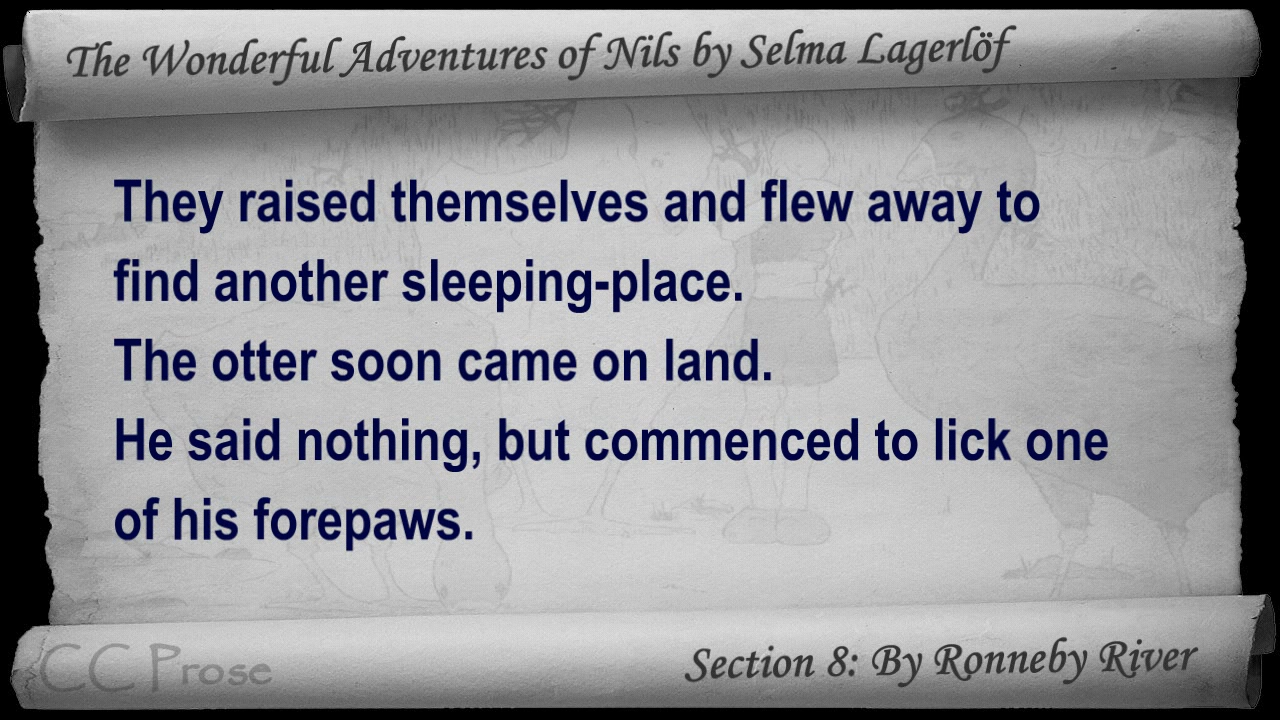 The Wonderful Adventures of Nils by Selma Lagerlöf
They raised themselves and flew away to
find another sleeping-place.
The otter soon came on land.
He said nothing, but commenced to lick one
of his forepaws.
CC Prose
Section 8: By Ronneby River